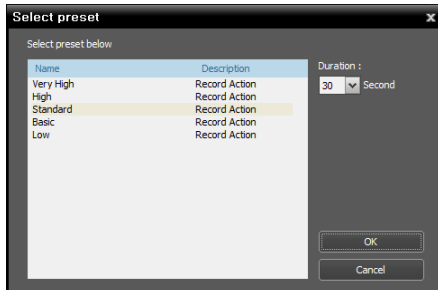 Select preset
x
Select preset below
Name Description
Very High Record Action
High Record Action
Standard Record Action
Basic Record Action
Low Record Action
Duration :
30 Second
OK
Cancel